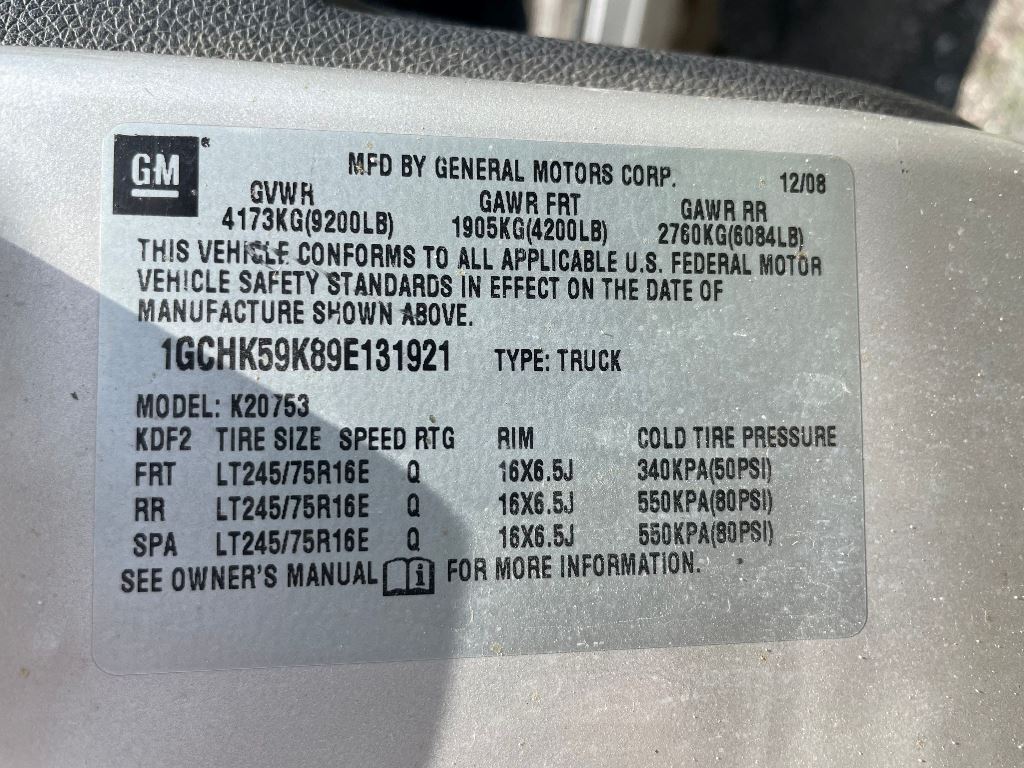 GM
MFD BY GENERAL MOTORS CORP. 12/08
GVWR GAWR FRT GAWR RR
4173KG(9200LB) 1905KG(4200LB) 2760KG(6084LB)
THIS VEHICLE CONFORMS TO ALL APPLICABLE U.S. FEDERAL MOTOR
VEHICLE SAFETY STANDARDS IN EFFECT ON THE DATE OF
MANUFACTURE SHOWN ABOVE.
1GCHK59K89E131921 TYPE: TRUCK
MODEL: K20753
KDF2 TIRE SIZE SPEED RTG RIM COLD TIRE PRESSURE
FRT LT245/75R16E Q 16X6.5J 340KPA(50PSI)
RR LT245/75R16E Q 16X6.5J 550KPA(80PSI)
SPA LT245/75R16E Q 16X6.5J 550KPA(80PSI)
SEE OWNER'S MANUAL i FOR MORE INFORMATION.